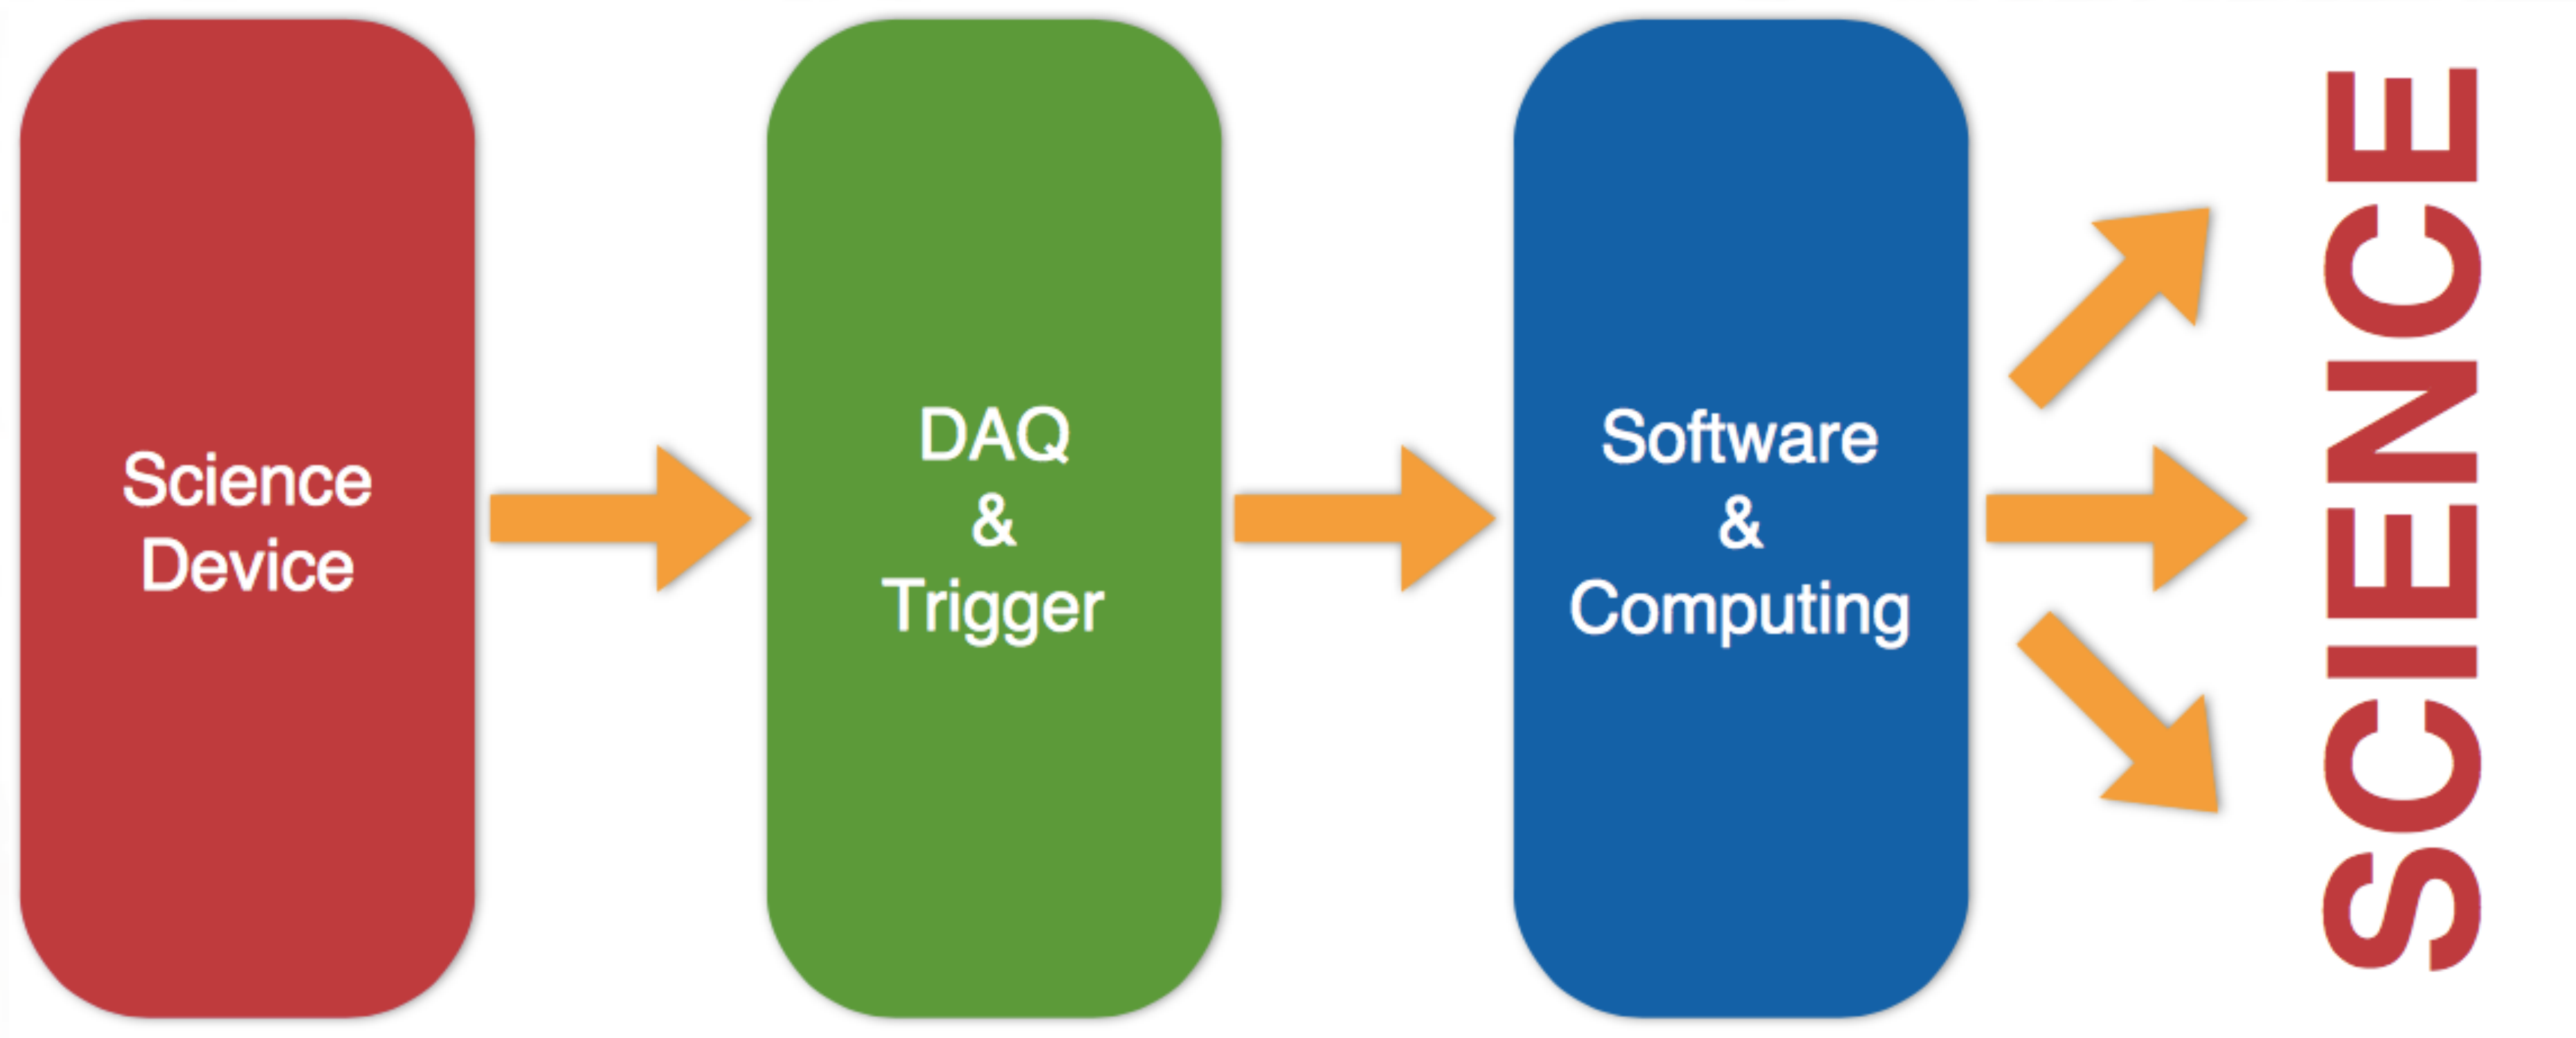 Science
Device
DAQ
&
Trigger
Software
&
Computing
SCIENCE